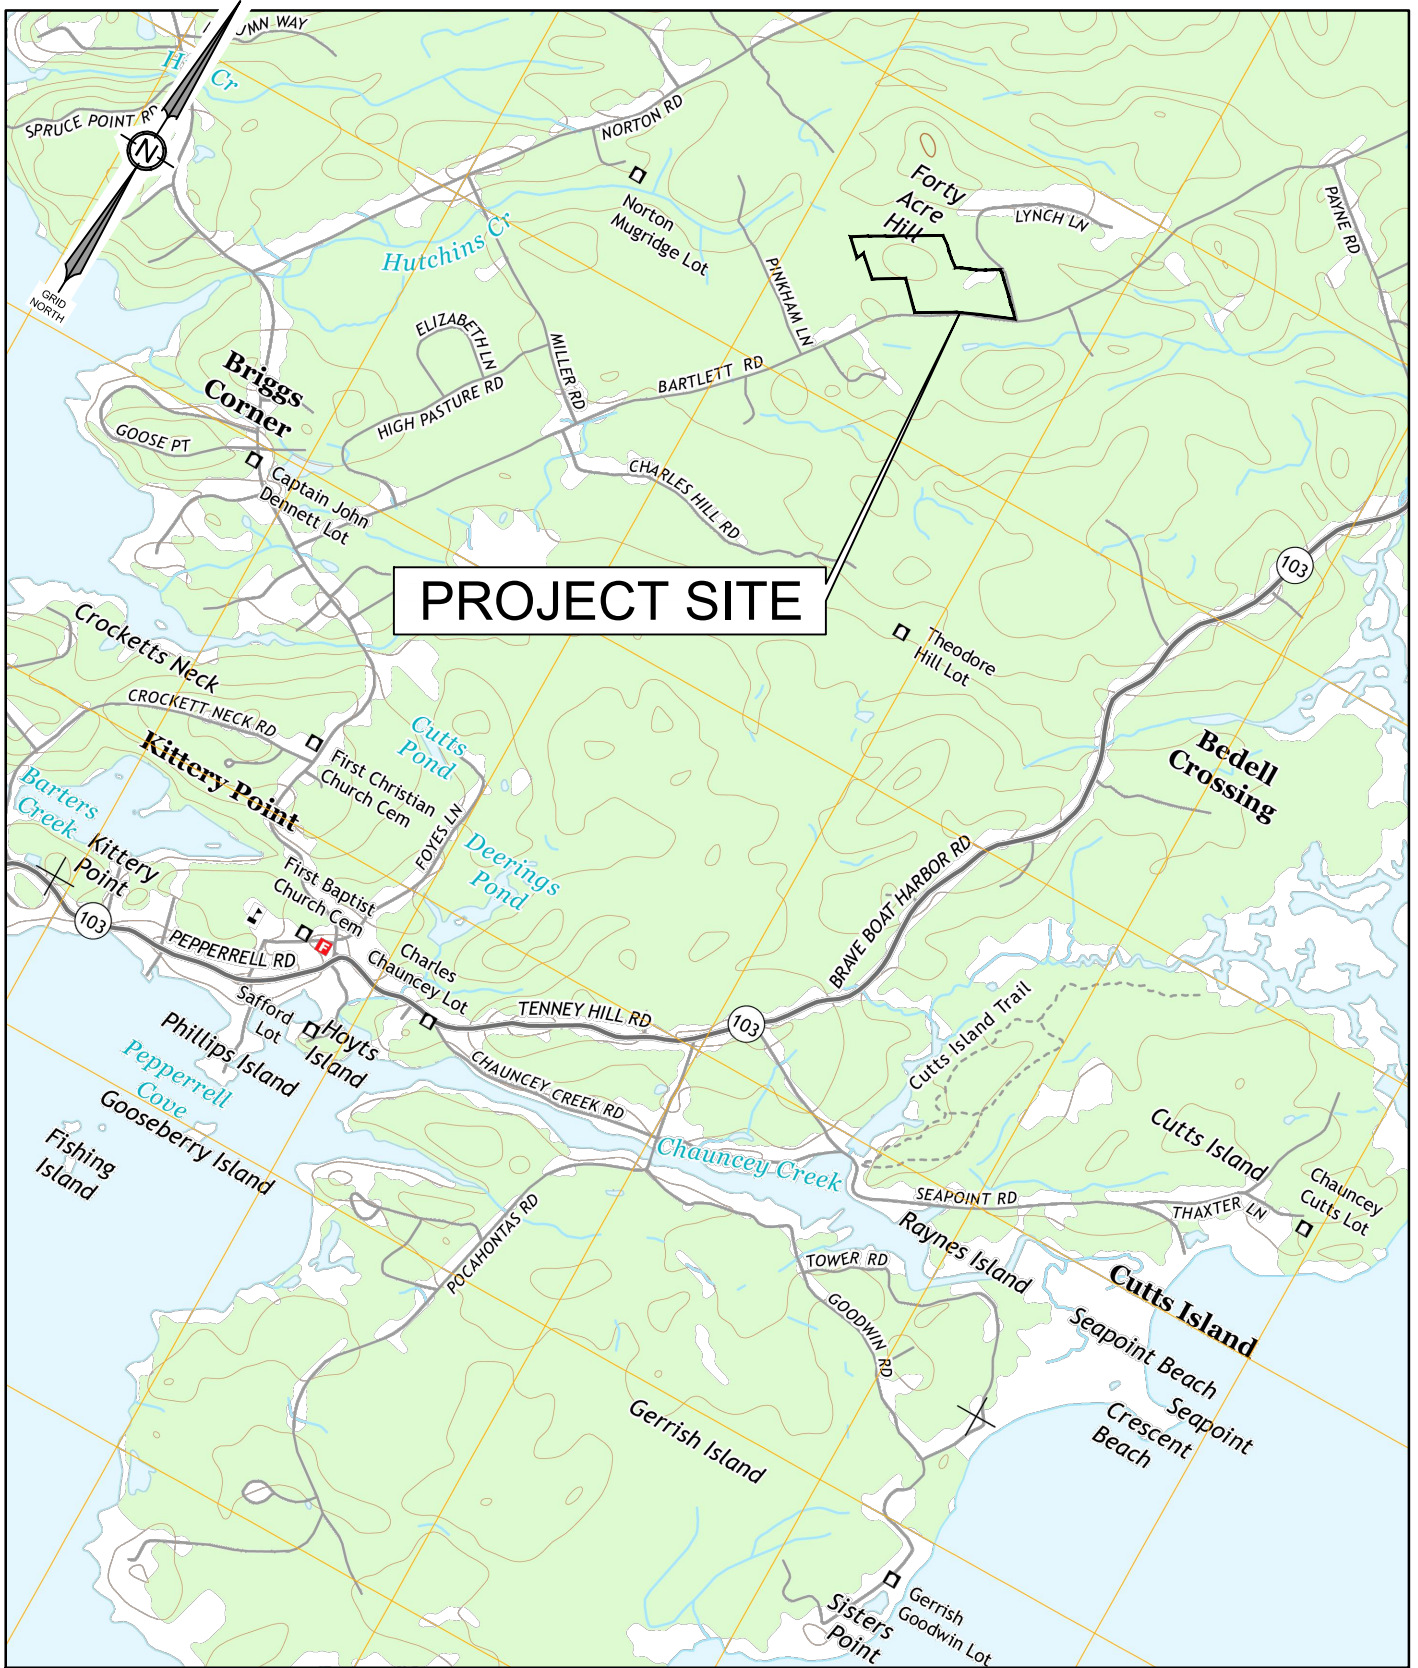 UMN WAY
H
Cr
SPRUCE POINT RD
N
GRID
NORTH
NORTON RD
Norton
Mugridge Lot
Hutchins Cr
Forty
Acre
Hill
LYNCH LN
PAYNE RD
PINKHAM LN
ELIZABETH LN
MILLER RD
BARTLETT RD
HIGH PASTURE RD
Briggs
Corner
GOOSE PT
Captain John
Dennett Lot
CHARLES HILL RD
103
PROJECT SITE
Theodore
Hill Lot
Crocketts Neck
CROCKETT NECK RD
Cutts
Pond
First Christian
Church Cem
Kittery Point
Bedell
Crossing
Barters
Creek
Kittery
Point
FOYES LN
Deerings
Pond
First Baptist
Church Cem
F
103
PEPPERRELL RD
Charles
Chauncey Lot
BRAVE BOAT HARBOR RD
Safford
Lot
TENNEY HILL RD
103
Cutts Island Trail
Phillips Island
Hoyts
Island
Pepperrell
Cove
CHAUNCEY CREEK RD
Gooseberry Island
Fishing
Island
Chauncey Creek
Cutts Island
Chauncey
Cutts Lot
SEAPOINT RD
THAXTER LN
POCAHONTAS RD
Raynes Island
TOWER RD
Cutts Island
GOODWIN RD
Seapoint Beach
Seapoint
Crescent
Beach
Gerrish Island
Sisters
Point
Gerrish
Goodwin Lot